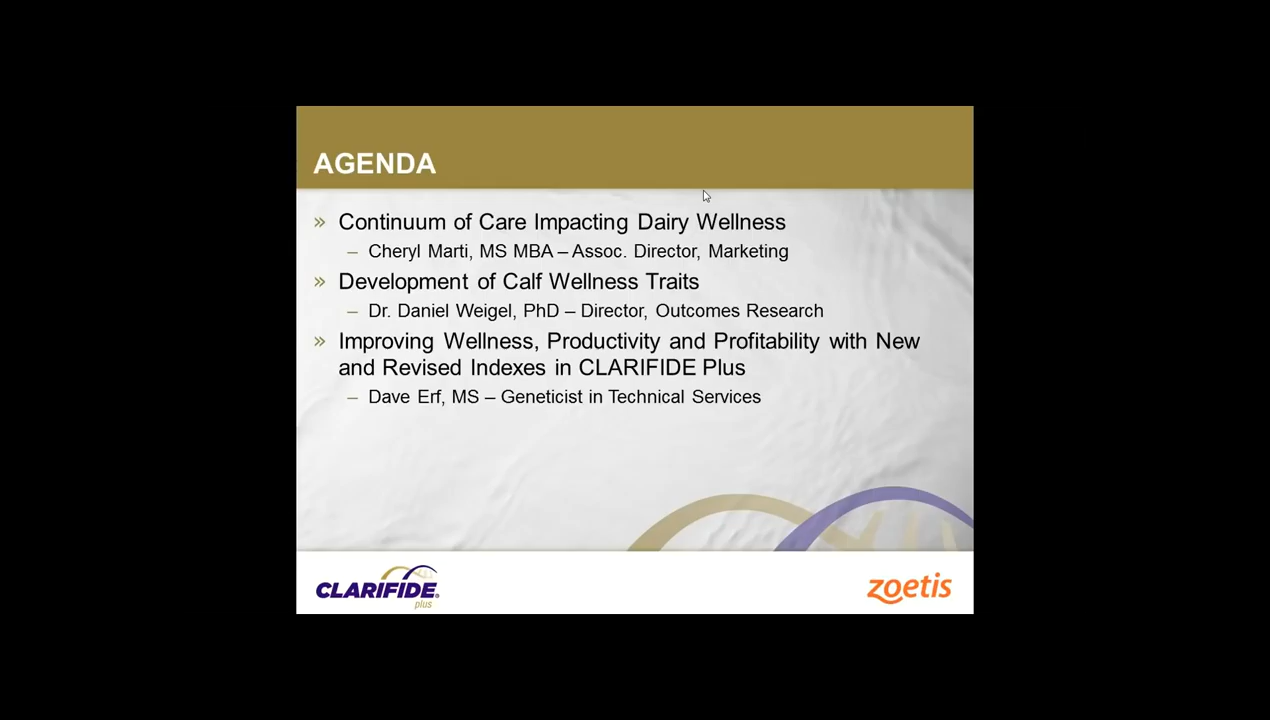 AGENDA
» Continuum of Care Impacting Dairy Wellness
– Cheryl Marti, MS MBA – Assoc. Director, Marketing
» Development of Calf Wellness Traits
– Dr. Daniel Weigel, PhD – Director, Outcomes Research
» Improving Wellness, Productivity and Profitability with New
and Revised Indexes in CLARIFIDE Plus
– Dave Erf, MS – Geneticist in Technical Services
CLARIFIDE®
plus
zoetis